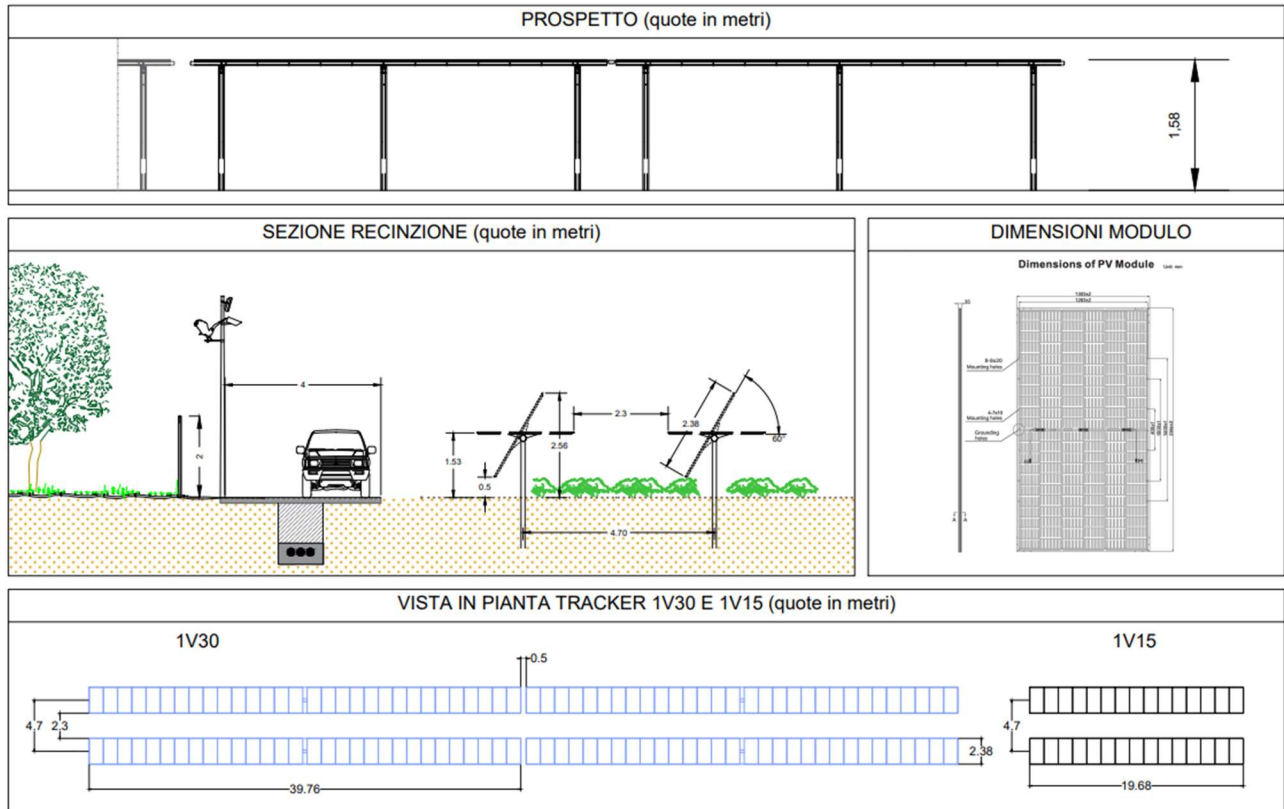 PROSPETTO (quote in metri)
1,58
SEZIONE RECINZIONE (quote in metri)
4
2
1.53
0.5
2.56
2.3
2.38
60°
4.70
DIMENSIONI MODULO
Dimensions of PV Module Unit: mm
Mounting holes
Mounting holes
Grounding
holes
A A
VISTA IN PIANTA TRACKER 1V30 E 1V15 (quote in metri)
1V30
1V15
0.5
4.7
2.3
2.38
39.76
4.7
19.68